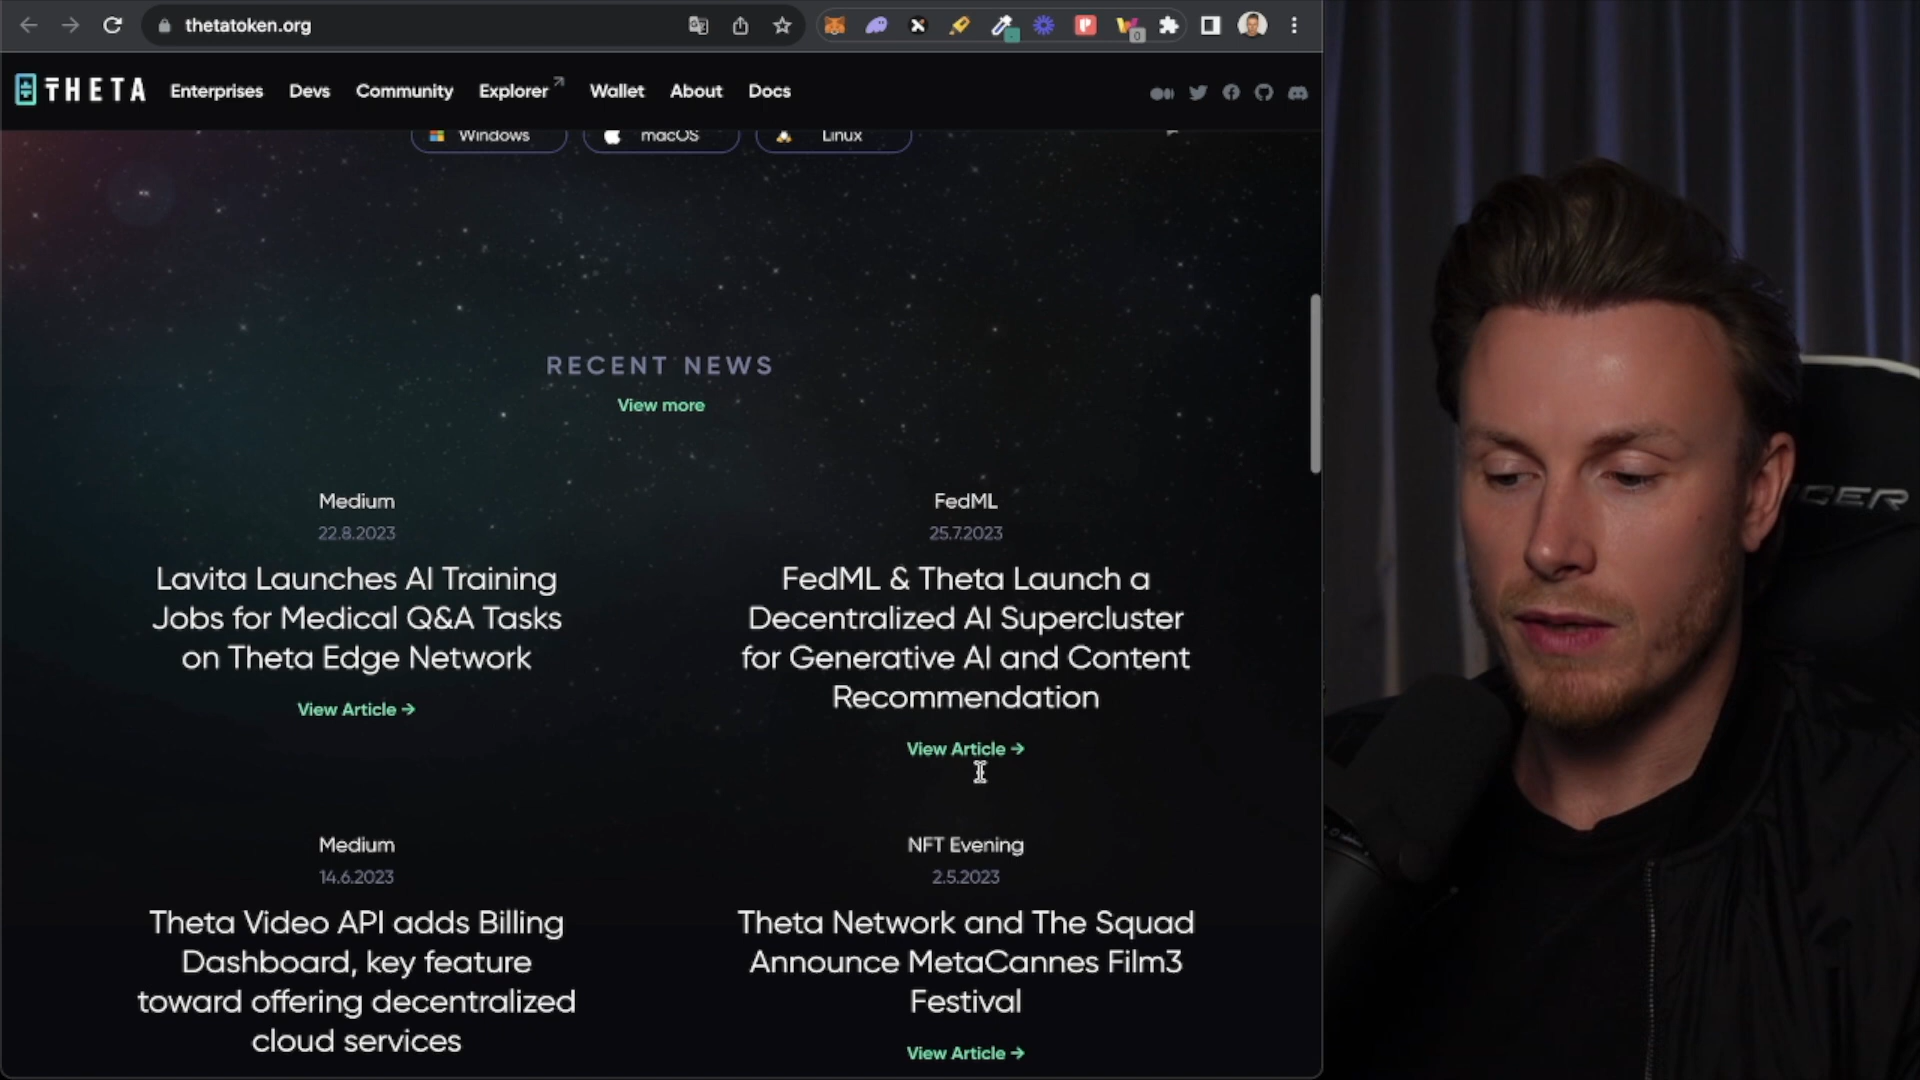 thetatoken.org
0
THETA Enterprises Devs Community Explorer Wallet About Docs
Windows macOS Linux
RECENT NEWS
View more
Medium
22.8.2023
Lavita Launches AI Training
Jobs for Medical Q&A Tasks
on Theta Edge Network
View Article →
FedML
25.7.2023
FedML & Theta Launch a
Decentralized AI Supercluster
for Generative AI and Content
Recommendation
View Article →
Medium
14.6.2023
Theta Video API adds Billing
Dashboard, key feature
toward offering decentralized
cloud services
NFT Evening
2.5.2023
Theta Network and The Squad
Announce MetaCannes Film3
Festival
View Article →